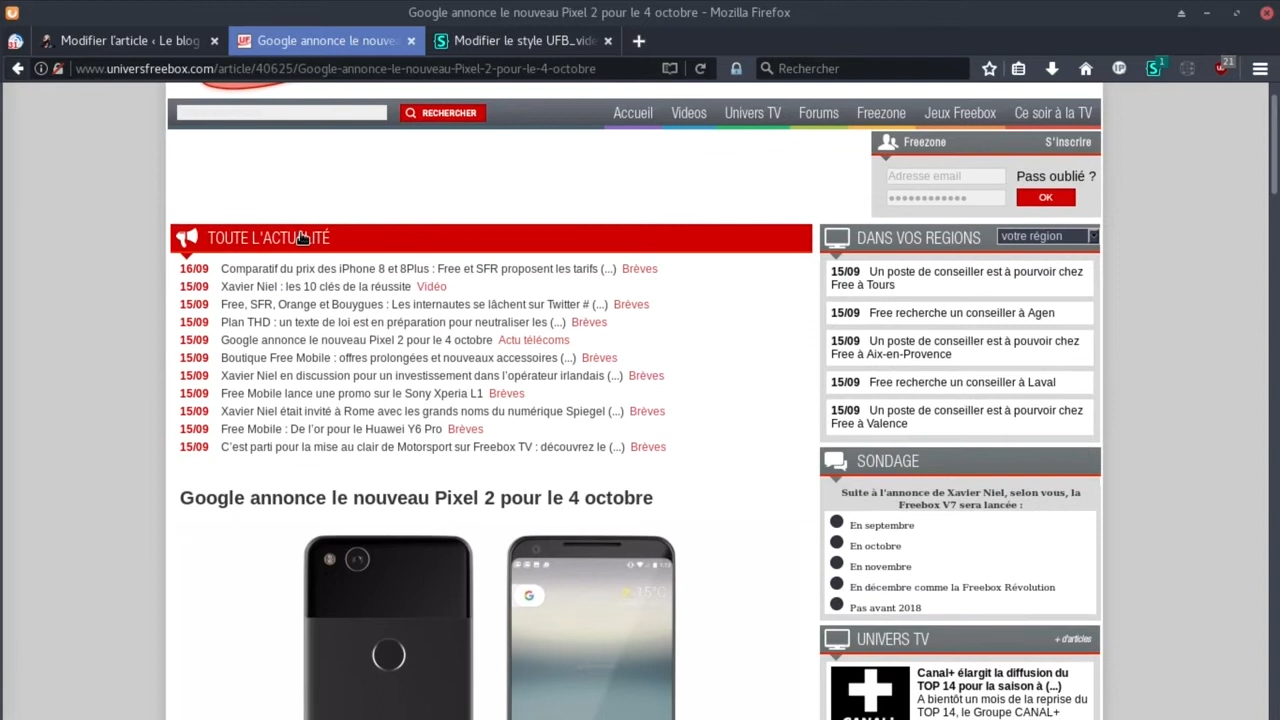 Google annonce le nouveau Pixel 2 pour le 4 octobre - Mozilla Firefox
31
Modifier l'article ‹ Le blog
UF
Google annonce le nouve
S
Modifier le style UFB_vide
www.universfreebox.com/article/40625/Google-annonce-le-nouveau-Pixel-2-pour-le-4-octobre
Rechercher
S
1
21
RECHERCHER
Accueil
Videos
Univers TV
Forums
Freezone
Jeux Freebox
Ce soir à la TV
Freezone
S'inscrire
Adresse email
Pass oublié ?
OK
TOUTE L'ACTUALITÉ
16/09 Comparatif du prix des iPhone 8 et 8Plus : Free et SFR proposent les tarifs (...) Brèves
15/09 Xavier Niel : les 10 clés de la réussite Vidéo
15/09 Free, SFR, Orange et Bouygues : Les internautes se lâchent sur Twitter # (...) Brèves
15/09 Plan THD : un texte de loi est en préparation pour neutraliser les (...) Brèves
15/09 Google annonce le nouveau Pixel 2 pour le 4 octobre Actu télécoms
15/09 Boutique Free Mobile : offres prolongées et nouveaux accessoires (...) Brèves
15/09 Xavier Niel en discussion pour un investissement dans l'opérateur irlandais (...) Brèves
15/09 Free Mobile lance une promo sur le Sony Xperia L1 Brèves
15/09 Xavier Niel était invité à Rome avec les grands noms du numérique Spiegel (...) Brèves
15/09 Free Mobile : De l'or pour le Huawei Y6 Pro Brèves
15/09 C'est parti pour la mise au clair de Motorsport sur Freebox TV : découvrez le (...) Brèves
Google annonce le nouveau Pixel 2 pour le 4 octobre
G
15°C
DANS VOS REGIONS
votre région
15/09 Un poste de conseiller est à pourvoir chez
Free à Tours
15/09 Free recherche un conseiller à Agen
15/09 Un poste de conseiller est à pouvoir chez
Free à Aix-en-Provence
15/09 Free recherche un conseiller à Laval
15/09 Un poste de conseiller est à pourvoir chez
Free à Valence
SONDAGE
Suite à l'annonce de Xavier Niel, selon vous, la
Freebox V7 sera lancée :
En septembre
En octobre
En novembre
En décembre comme la Freebox Révolution
Pas avant 2018
UNIVERS TV
+ d'articles
Canal+ élargit la diffusion du
TOP 14 pour la saison à (...)
A bientôt un mois de la reprise du
TOP 14, le Groupe CANAL+